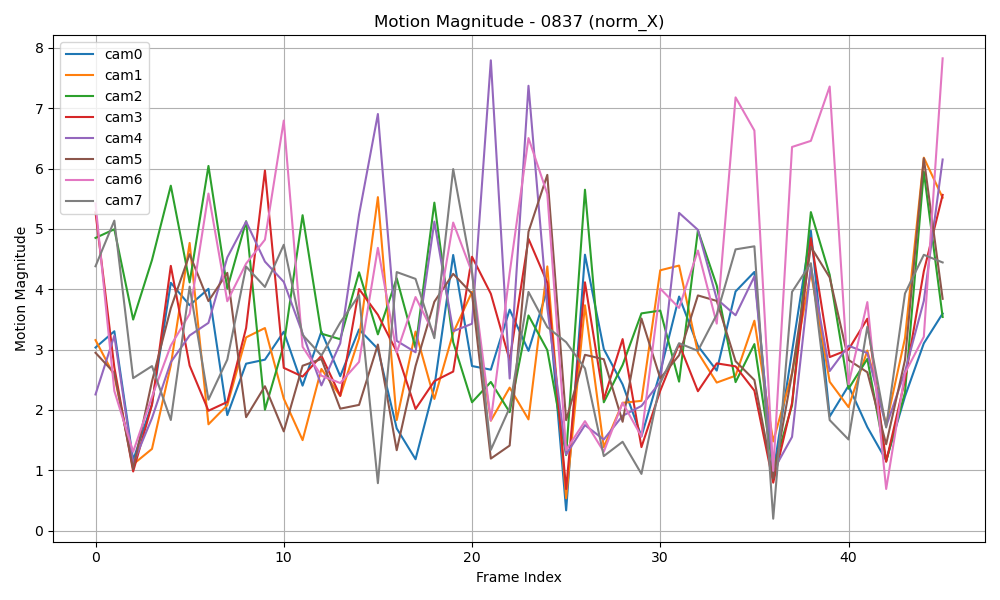 Motion Magnitude - 0837 (norm_X)
cam0
cam1
cam2
cam3
cam4
cam5
cam6
cam7
Motion Magnitude
8
7
6
5
4
3
2
1
0
0 10 20 30 40
Frame Index